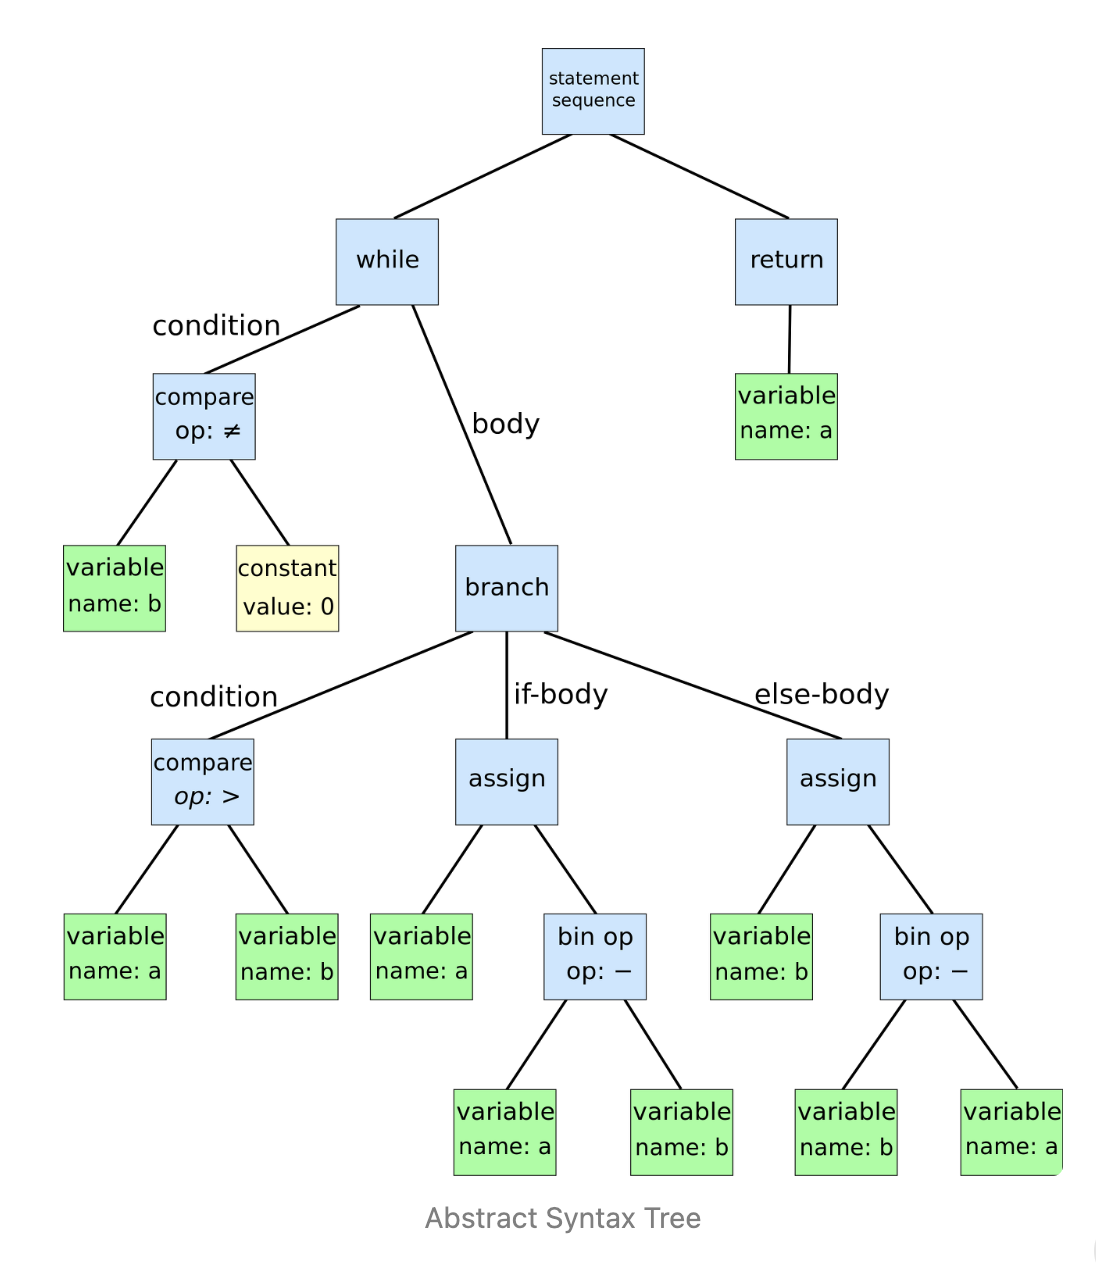 statement
sequence
while
return
condition
compare
op: ≠
body
variable
name: a
variable
name: b
constant
value: 0
branch
condition
if-body
else-body
compare
op: >
assign
assign
variable
name: a
variable
name: b
variable
name: a
bin op
op: −
variable
name: b
bin op
op: −
variable
name: a
variable
name: b
variable
name: b
variable
name: a
Abstract Syntax Tree